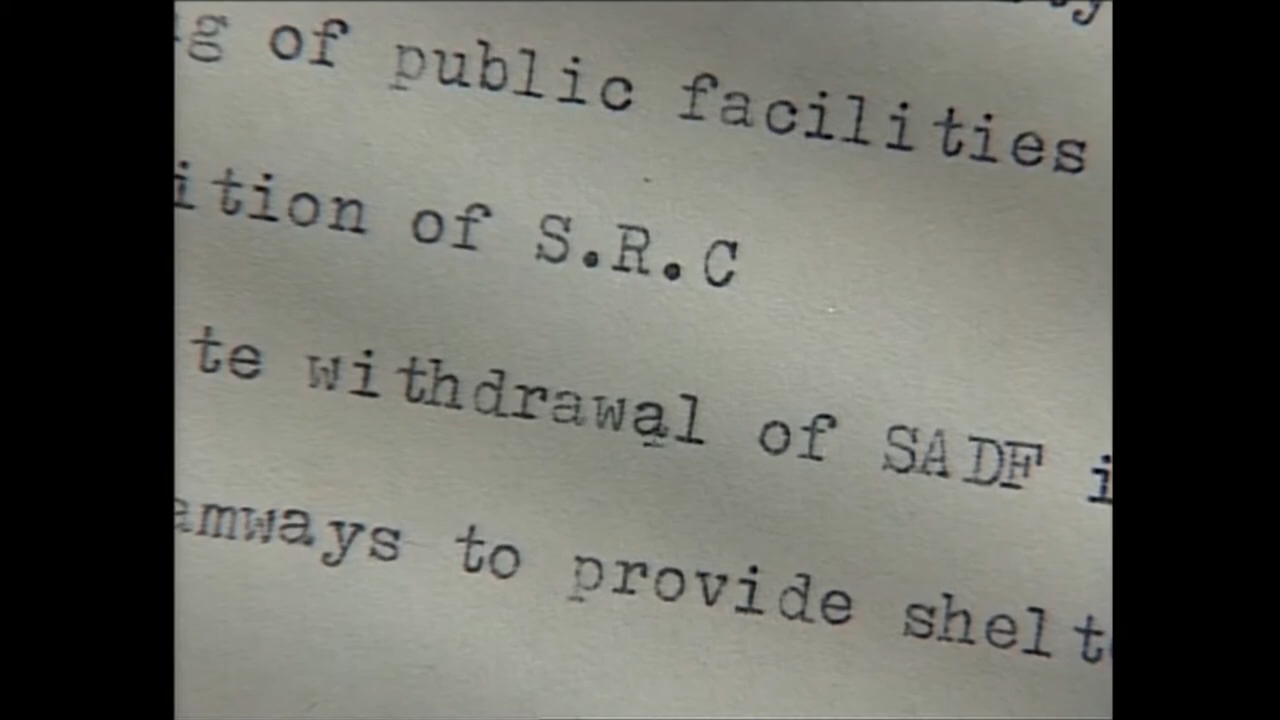 g of public facilities
ition of S.R.C
te withdrawal of SADF i
amways to provide shelt